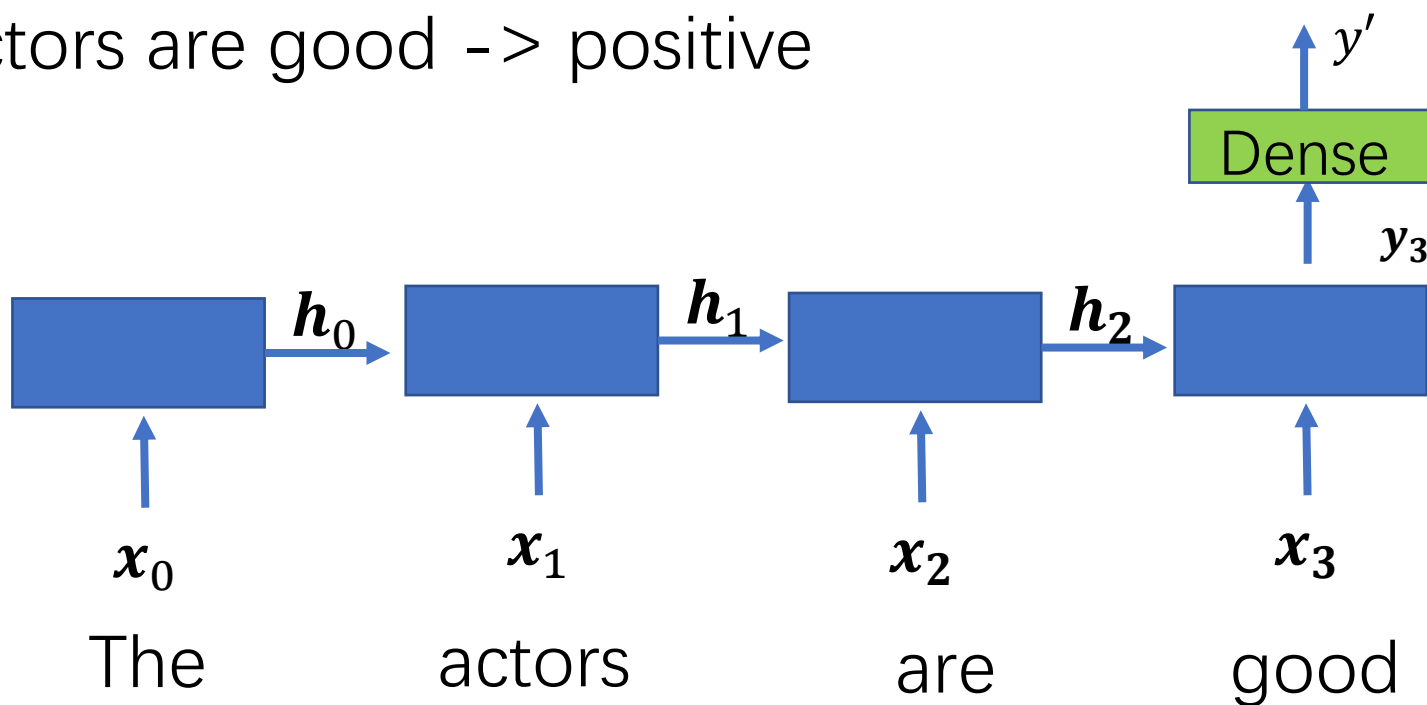 ctors are good -> positive
y′
Dense
y₃
h₀ h₁ h₂
x₀ x₁ x₂ x₃
The actors are good